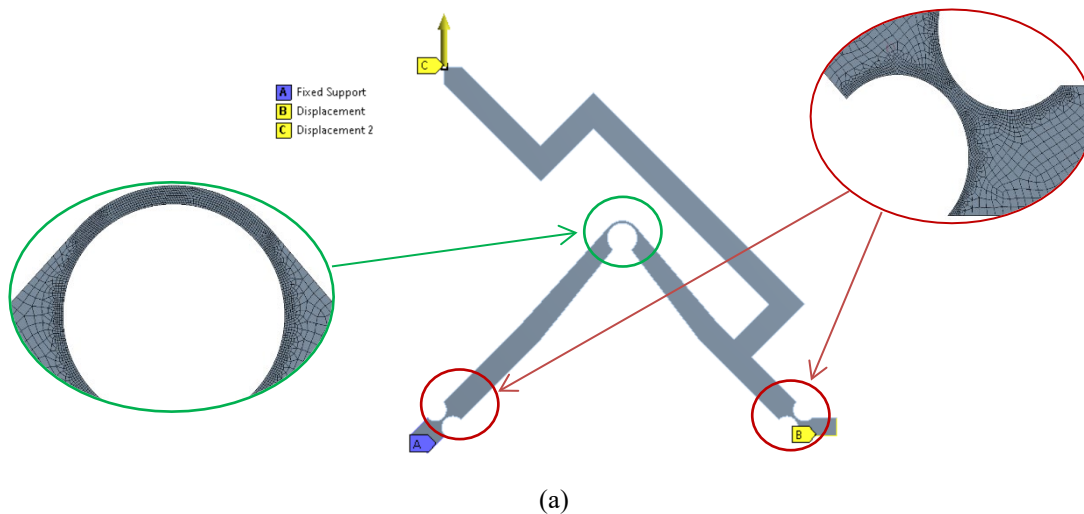 C
A Fixed Support
B Displacement
C Displacement 2
A
B
(a)